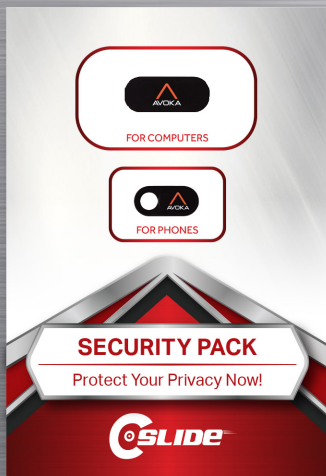 AVOKA
FOR COMPUTERS
AVOKA
FOR PHONES
SECURITY PACK
Protect Your Privacy Now!
CSLIDE